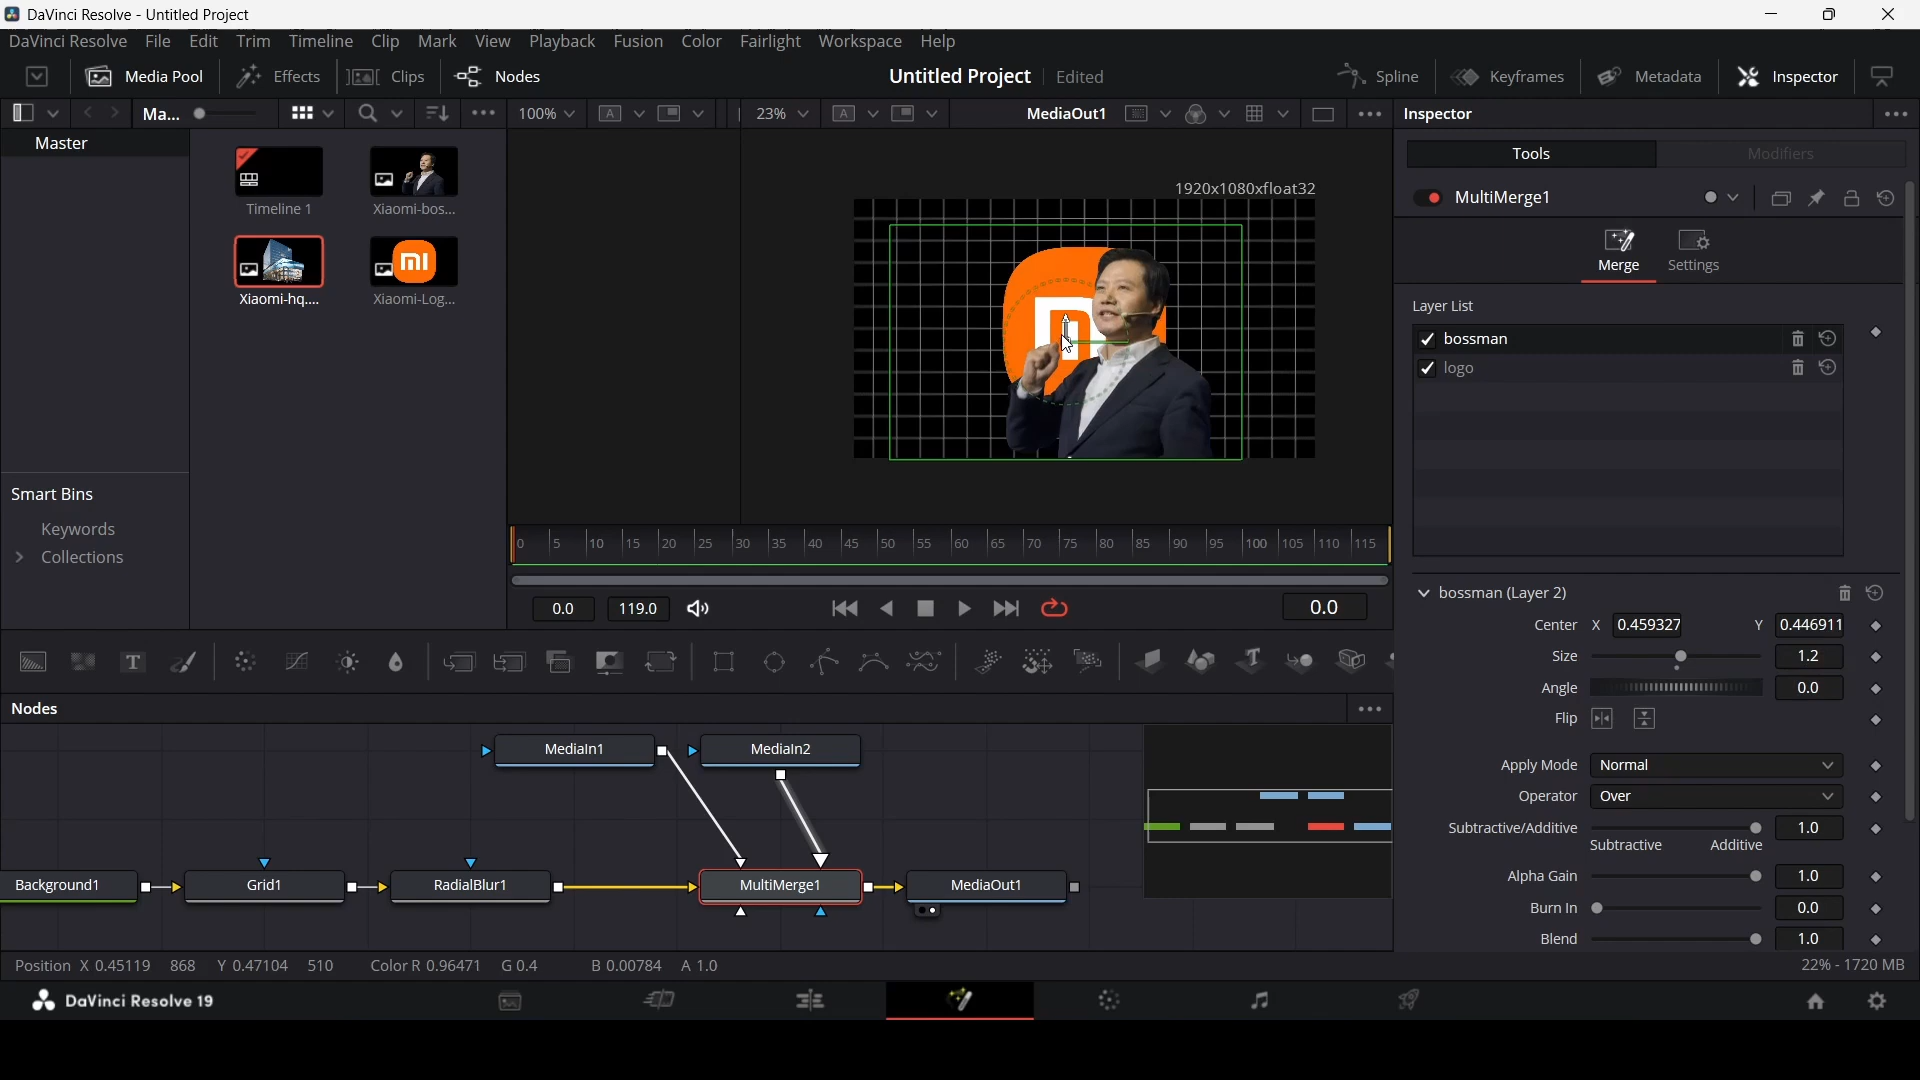 DaVinci Resolve - Untitled Project
DaVinci Resolve File Edit Trim Timeline Clip Mark View Playback Fusion Color Fairlight Workspace Help
Media Pool Effects Clips Nodes Untitled Project Edited Spline Keyframes Metadata Inspector
Ma... 100% A 23% A MediaOut1 Inspector
Master
Timeline 1
Xiaomi-bos...
Xiaomi-hq....
Xiaomi-Log...
mi
1920x1080xfloat32
Tools Modifiers
MultiMerge1
Merge Settings
Layer List
bossman
logo
Smart Bins
Keywords
Collections
0 5 10 15 20 25 30 35 40 45 50 55 60 65 70 75 80 85 90 95 100 105 110 115
0.0 119.0 0.0
bossman (Layer 2)
Center X 0.459327 Y 0.446911
Size 1.2
Angle 0.0
Flip
Apply Mode Normal
Operator Over
Subtractive/Additive 1.0
Subtractive Additive
Alpha Gain 1.0
Burn In 0.0
Blend 1.0
T T
Nodes
MediaIn1 MediaIn2
Background1 Grid1 RadialBlur1 MultiMerge1 MediaOut1
Position X 0.45119 868 Y 0.47104 510 Color R 0.96471 G 0.4 B 0.00784 A 1.0 22% - 1720 MB
DaVinci Resolve 19